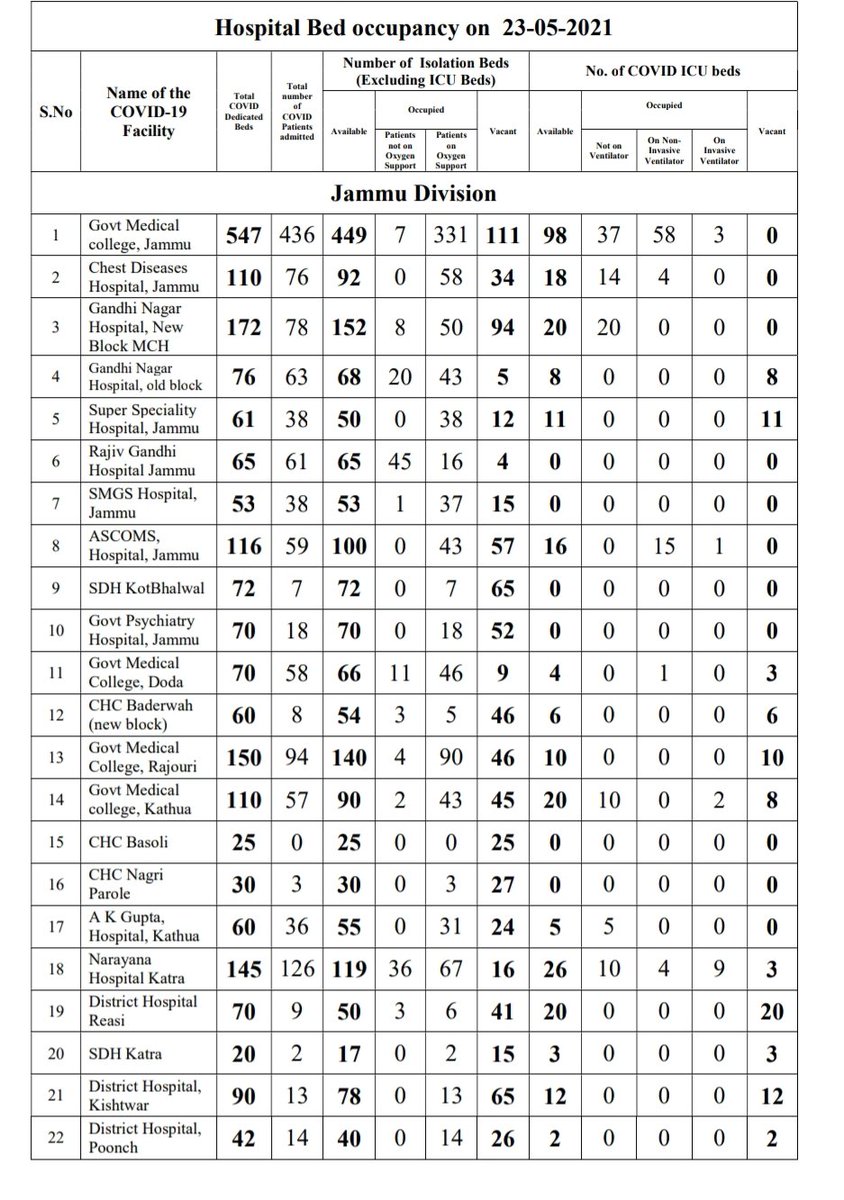 Hospital Bed occupancy on 23-05-2021
S.No
Name of the
COVID-19
Facility
Total
COVID
Dedicated
Beds
Total
number
of
COVID
Patients
admitted
Number of Isolation Beds
(Excluding ICU Beds)
No. of COVID ICU beds
Available
Occupied
Patients
not on
Oxygen
Support
Patients
on
Oxygen
Support
Vacant
Available
Occupied
Not on
Ventilator
On Non-
Invasive
Ventilator
On
Invasive
Ventilator
Vacant
Jammu Division
1 Govt Medical
college, Jammu 547 436 449 7 331 111 98 37 58 3 0
2 Chest Diseases
Hospital, Jammu 110 76 92 0 58 34 18 14 4 0 0
3 Gandhi Nagar
Hospital, New
Block MCH 172 78 152 8 50 94 20 20 0 0 0
4 Gandhi Nagar
Hospital, old block 76 63 68 20 43 5 8 0 0 0 8
5 Super Speciality
Hospital, Jammu 61 38 50 0 38 12 11 0 0 0 11
6 Rajiv Gandhi
Hospital Jammu 65 61 65 45 16 4 0 0 0 0 0
7 SMGS Hospital,
Jammu 53 38 53 1 37 15 0 0 0 0 0
8 ASCOMS,
Hospital, Jammu 116 59 100 0 43 57 16 0 15 1 0
9 SDH KotBhalwal 72 7 72 0 7 65 0 0 0 0 0
10 Govt Psychiatry
Hospital, Jammu 70 18 70 0 18 52 0 0 0 0 0
11 Govt Medical
College, Doda 70 58 66 11 46 9 4 0 1 0 3
12 CHC Baderwah
(new block) 60 8 54 3 5 46 6 0 0 0 6
13 Govt Medical
College, Rajouri 150 94 140 4 90 46 10 0 0 0 10
14 Govt Medical
college, Kathua 110 57 90 2 43 45 20 10 0 2 8
15 CHC Basoli 25 0 25 0 0 25 0 0 0 0 0
16 CHC Nagri
Parole 30 3 30 0 3 27 0 0 0 0 0
17 A K Gupta,
Hospital, Kathua 60 36 55 0 31 24 5 5 0 0 0
18 Narayana
Hospital Katra 145 126 119 36 67 16 26 10 4 9 3
19 District Hospital
Reasi 70 9 50 3 6 41 20 0 0 0 20
20 SDH Katra 20 2 17 0 2 15 3 0 0 0 3
21 District Hospital,
Kishtwar 90 13 78 0 13 65 12 0 0 0 12
22 District Hospital,
Poonch 42 14 40 0 14 26 2 0 0 0 2